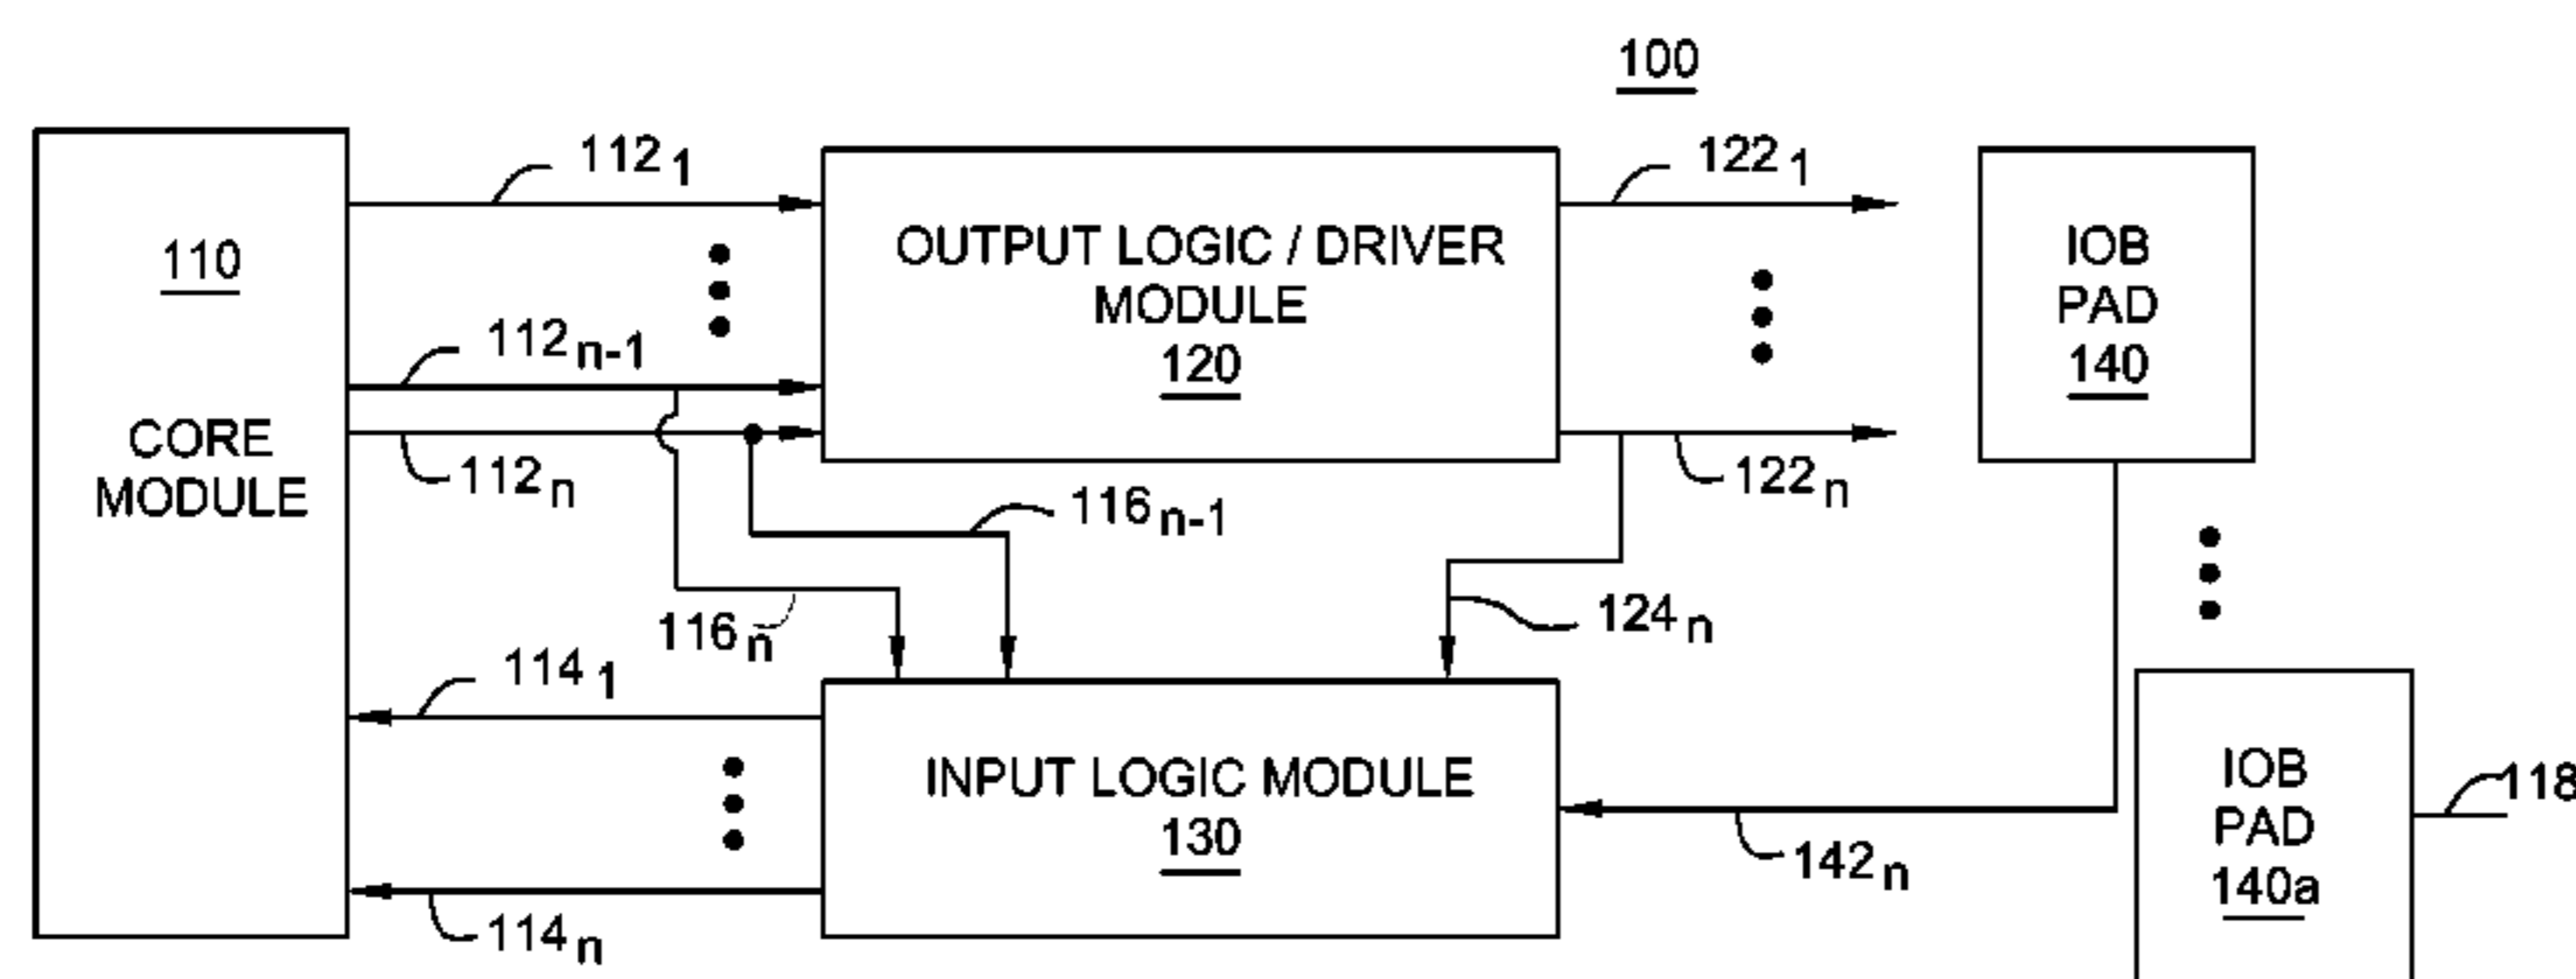 100
110
CORE
MODULE
112 1
112 n-1
112 n
OUTPUT LOGIC / DRIVER
MODULE
120
122 1
122 n
IOB
PAD
140
116 n-1
116 n
124 n
114 1
114 n
INPUT LOGIC MODULE
130
142 n
IOB
PAD
140a
118